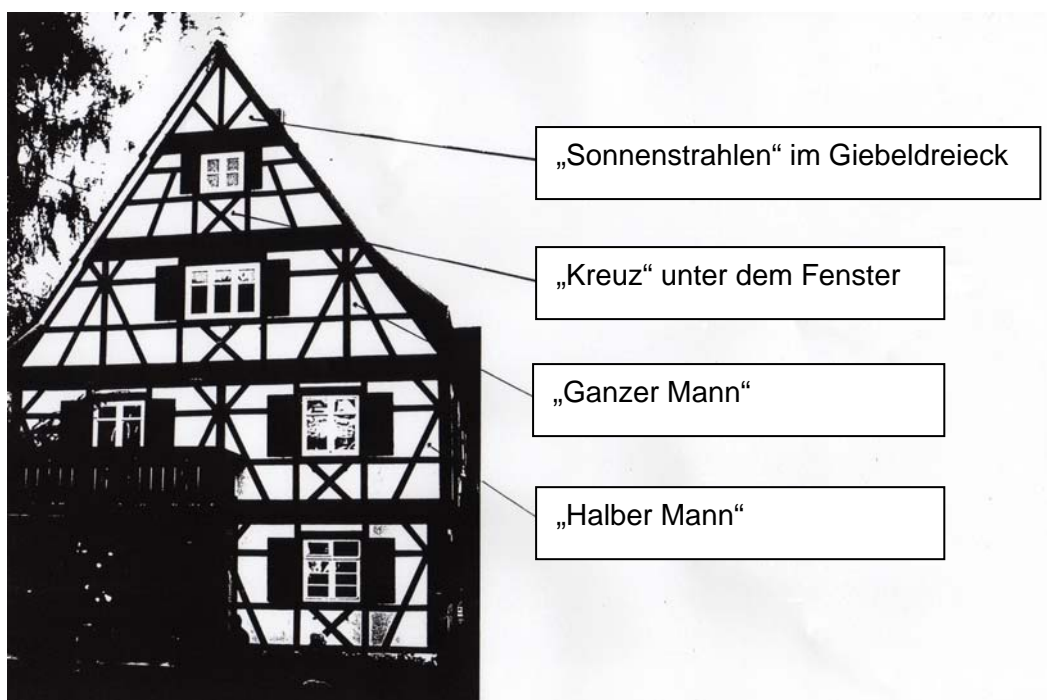 „Sonnenstrahlen“ im Giebeldreieck
„Kreuz“ unter dem Fenster
„Ganzer Mann“
„Halber Mann“